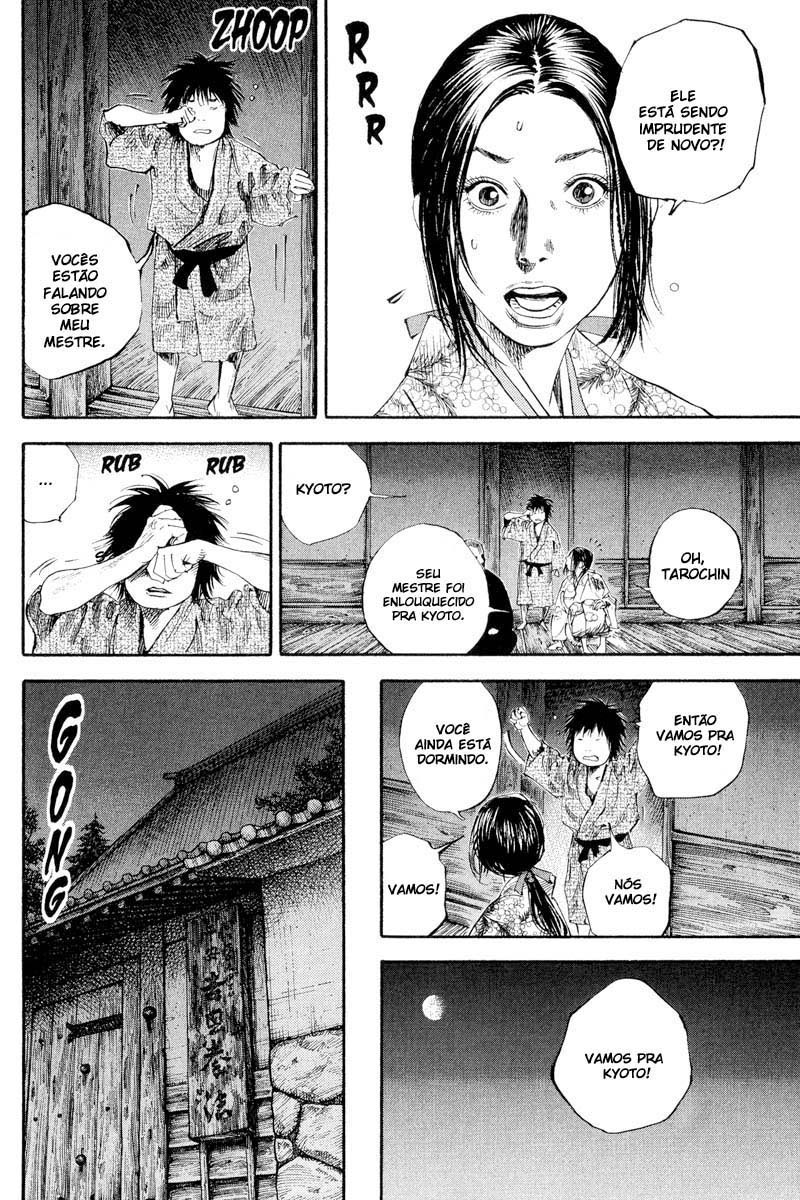 R
R
R
ELE
ESTÁ SENDO
IMPRUDENTE
DE NOVO?!
ZHOOP
VOCÊS
ESTÃO
FALANDO
SOBRE
MEU
MESTRE.
OH,
TAROCHIN
SEU
MESTRE FOI
ENLOUQUECIDO
PRA KYOTO.
KYOTO?
RUB
RUB
...
ENTÃO
VAMOS PRA
KYOTO!
VOCÊ
AINDA ESTÁ
DORMINDO.
NÓS
VAMOS!
VAMOS!
VAMOS PRA
KYOTO!
GONG
吉田